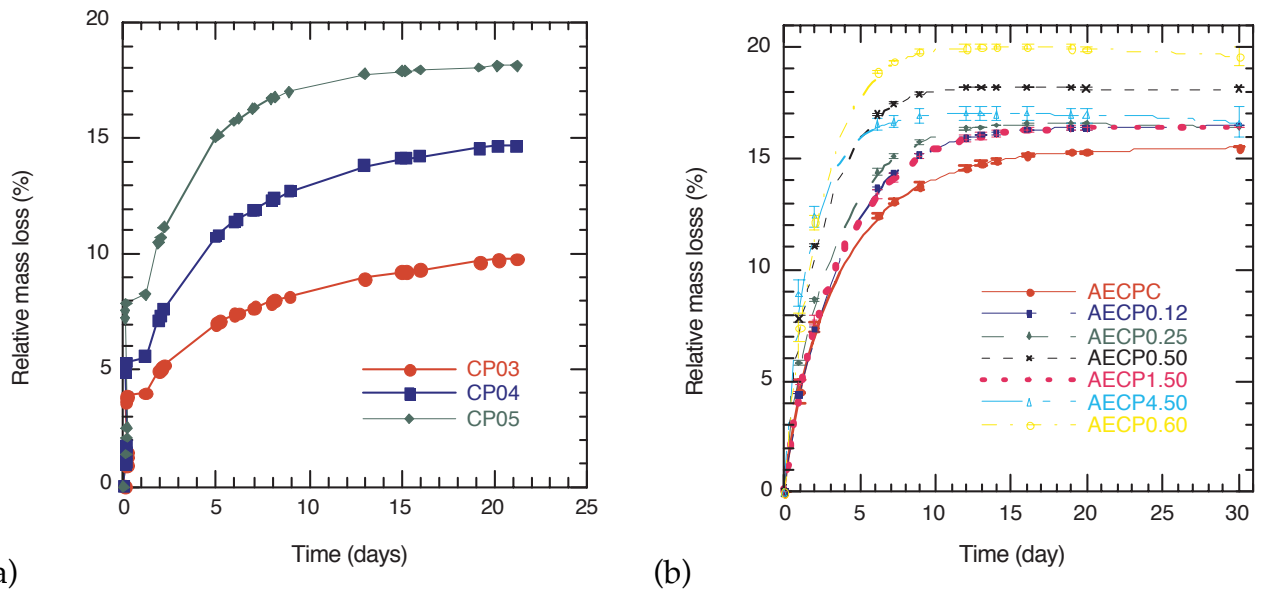 20
15
10
5
0
Relative mass loss (%)
CP03
CP04
CP05
0 5 10 15 20 25
Time (days)
a)
20
15
10
5
0
Relative mass losss (%)
AECPC
AECP0.12
AECP0.25
AECP0.50
AECP1.50
AECP4.50
AECP0.60
0 5 10 15 20 25 30
Time (day)
(b)